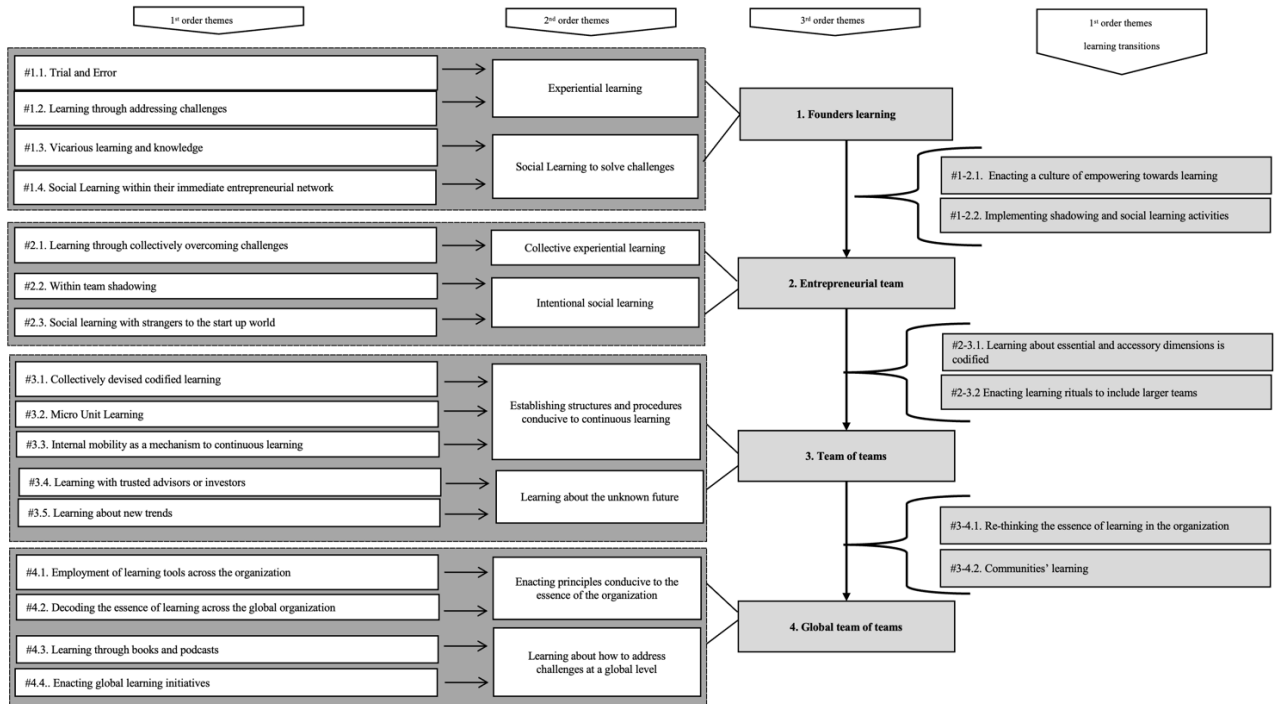 1st order themes
2nd order themes
3rd order themes
1st order themes
learning transitions
#1.1. Trial and Error
#1.2. Learning through addressing challenges
#1.3. Vicarious learning and knowledge
#1.4. Social Learning within their immediate entrepreneurial network
Experiential learning
Social Learning to solve challenges
1. Founders learning
#1-2.1. Enacting a culture of empowering towards learning
#1-2.2. Implementing shadowing and social learning activities
#2.1. Learning through collectively overcoming challenges
#2.2. Within team shadowing
#2.3. Social learning with strangers to the start up world
Collective experiential learning
Intentional social learning
2. Entrepreneurial team
#2-3.1. Learning about essential and accessory dimensions is
codified
#2-3.2 Enacting learning rituals to include larger teams
#3.1. Collectively devised codified learning
#3.2. Micro Unit Learning
#3.3. Internal mobility as a mechanism to continuous learning
#3.4. Learning with trusted advisors or investors
#3.5. Learning about new trends
Establishing structures and procedures
conducive to continuous learning
Learning about the unknown future
3. Team of teams
#3-4.1. Re-thinking the essence of learning in the organization
#3-4.2. Communities’ learning
#4.1. Employment of learning tools across the organization
#4.2. Decoding the essence of learning across the global organization
#4.3. Learning through books and podcasts
#4.4.. Enacting global learning initiatives
Enacting principles conducive to the
essence of the organization
Learning about how to address
challenges at a global level
4. Global team of teams